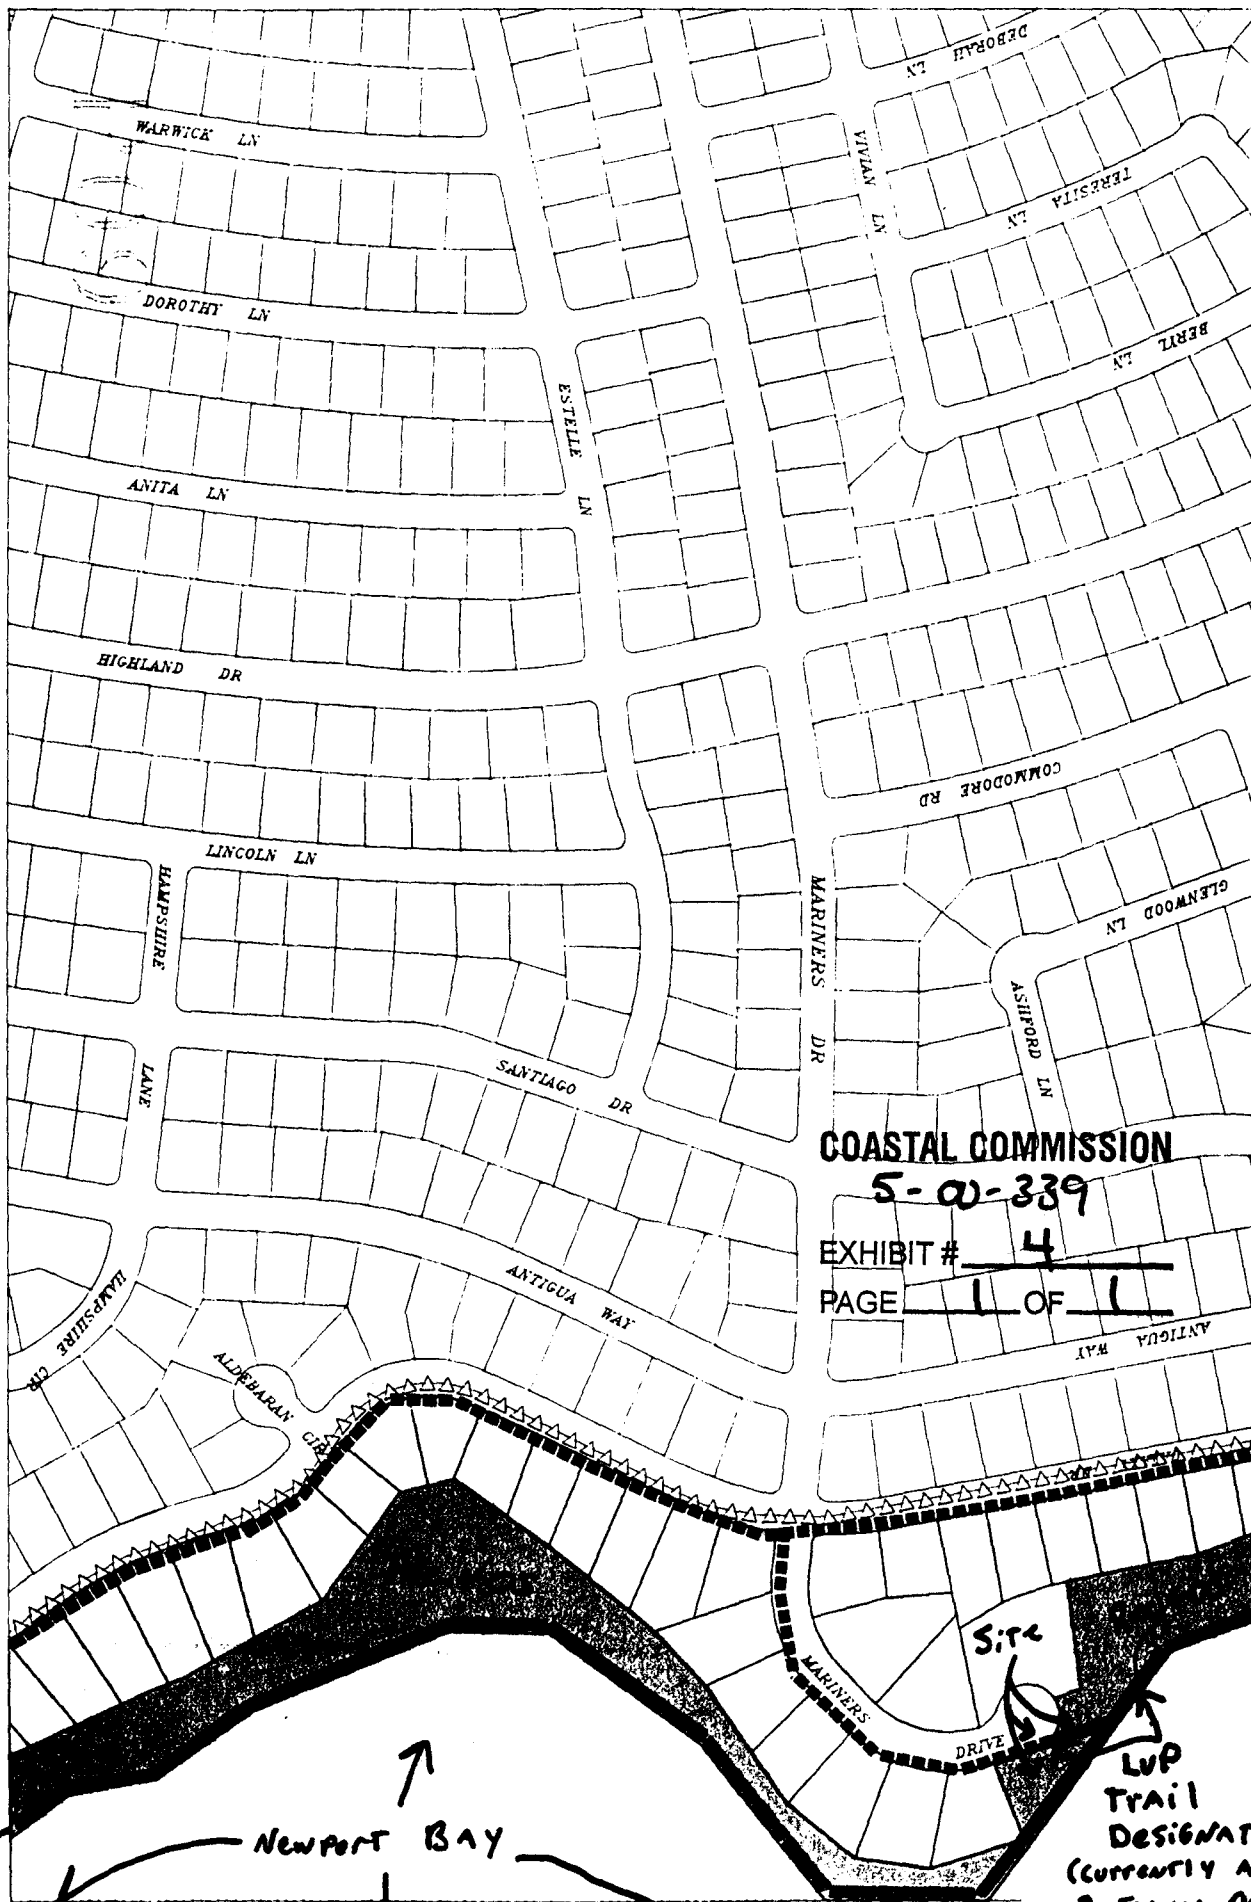 DEBORAH LN
WARWICK LN
VIVIAN LN
TERESITA LN
DOROTHY LN
BERYL LN
ESTELLE LN
ANITA LN
HIGHLAND DR
COMMODORE RD
LINCOLN LN
HAMPSHIRE
MARINERS DR
GLENWOOD LN
ASHFORD LN
SANTIAGO DR
LANE
COASTAL COMMISSION
5-00-339
EXHIBIT # 4
PAGE 1 OF 1
ANTIGUA WAY
ANTIGUA WAY
HAMPSHIRE CIR
ALDEBARAN CIR
Site
MARINERS
DRIVE
LUP
Trail
Newport BAY